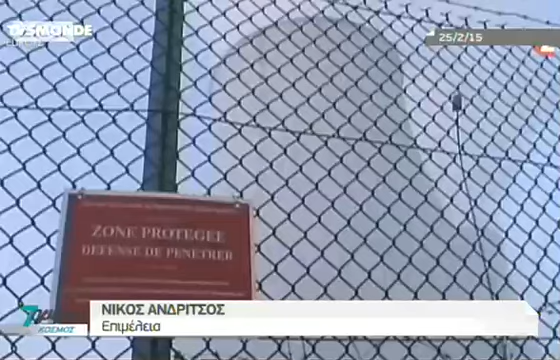 TV5MONDE
25/2/15
ZONE PROTEGEE
DEFENSE DE PENETRER
ΝΙΚΟΣ ΑΝΔΡΙΤΣΟΣ
Επιμέλεια
ΚΟΣΜΟΣ